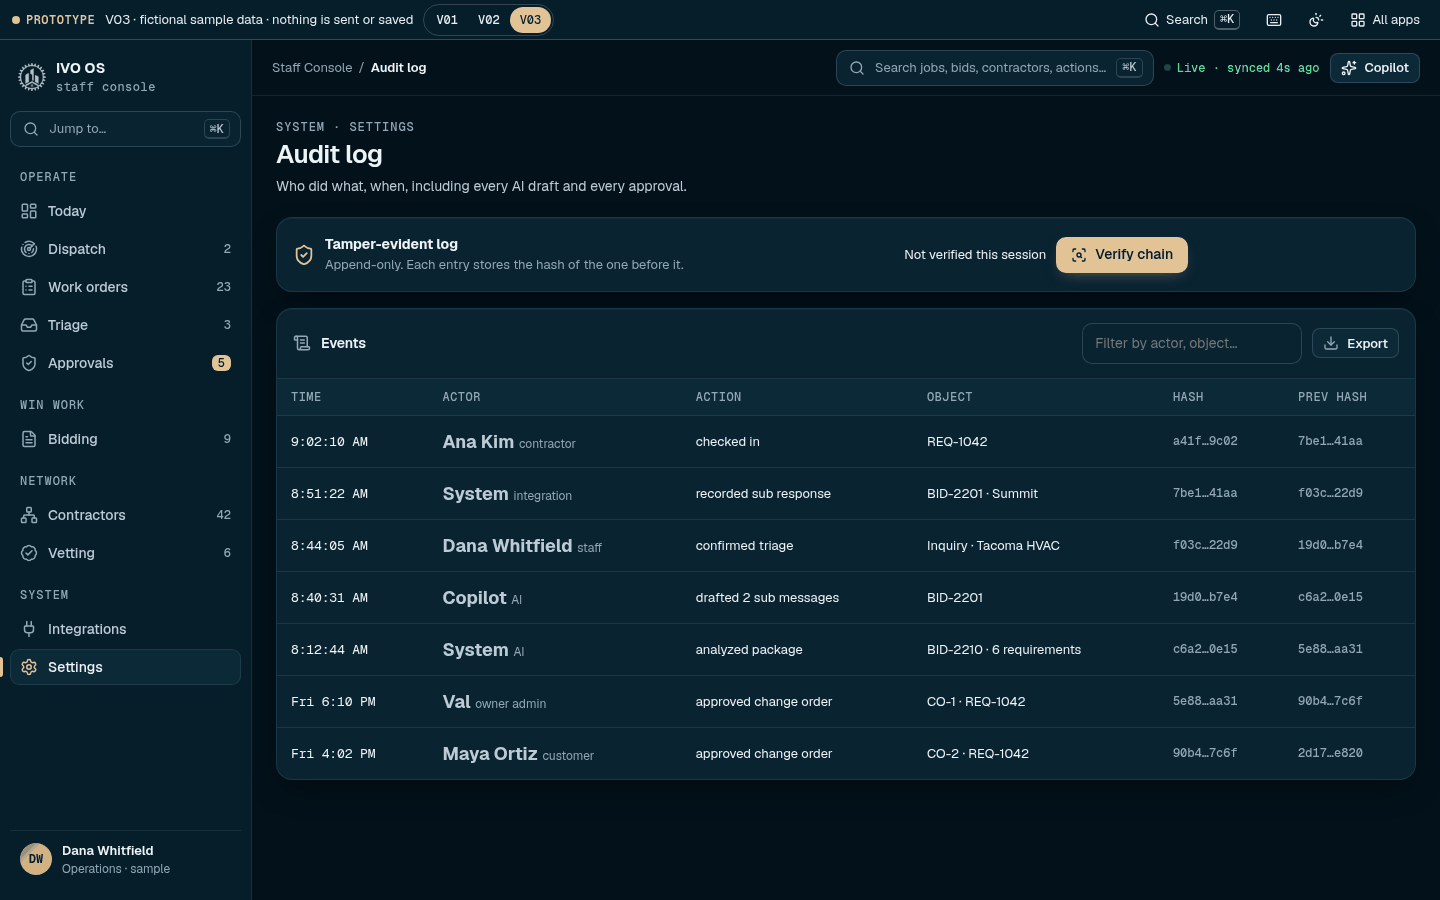 PROTOTYPE V03 · fictional sample data · nothing is sent or saved V01 V02 V03 Search ⌘K All apps
IVO OS
staff console
Jump to… ⌘K
OPERATE
Today
Dispatch 2
Work orders 23
Triage 3
Approvals 5
WIN WORK
Bidding 9
NETWORK
Contractors 42
Vetting 6
SYSTEM
Integrations
Settings
DW
Dana Whitfield
Operations · sample
Staff Console / Audit log
Search jobs, bids, contractors, actions… ⌘K
Live · synced 4s ago
Copilot
SYSTEM · SETTINGS
Audit log
Who did what, when, including every AI draft and every approval.
Tamper-evident log
Append-only. Each entry stores the hash of the one before it.
Not verified this session
Verify chain
Events
Filter by actor, object…
Export
TIME ACTOR ACTION OBJECT HASH PREV HASH
9:02:10 AM Ana Kim contractor checked in REQ-1042 a41f…9c02 7be1…41aa
8:51:22 AM System integration recorded sub response BID-2201 · Summit 7be1…41aa f03c…22d9
8:44:05 AM Dana Whitfield staff confirmed triage Inquiry · Tacoma HVAC f03c…22d9 19d0…b7e4
8:40:31 AM Copilot AI drafted 2 sub messages BID-2201 19d0…b7e4 c6a2…0e15
8:12:44 AM System AI analyzed package BID-2210 · 6 requirements c6a2…0e15 5e88…aa31
Fri 6:10 PM Val owner admin approved change order CO-1 · REQ-1042 5e88…aa31 90b4…7c6f
Fri 4:02 PM Maya Ortiz customer approved change order CO-2 · REQ-1042 90b4…7c6f 2d17…e820